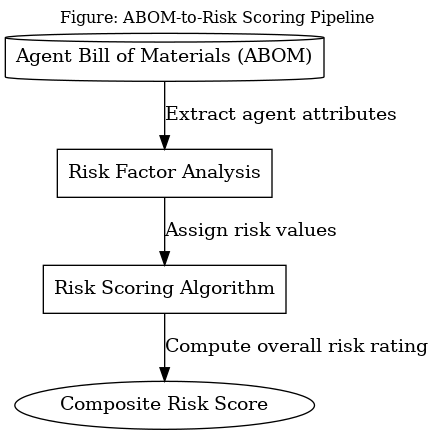 Figure: ABOM-to-Risk Scoring Pipeline
Agent Bill of Materials (ABOM)
Extract agent attributes
Risk Factor Analysis
Assign risk values
Risk Scoring Algorithm
Compute overall risk rating
Composite Risk Score